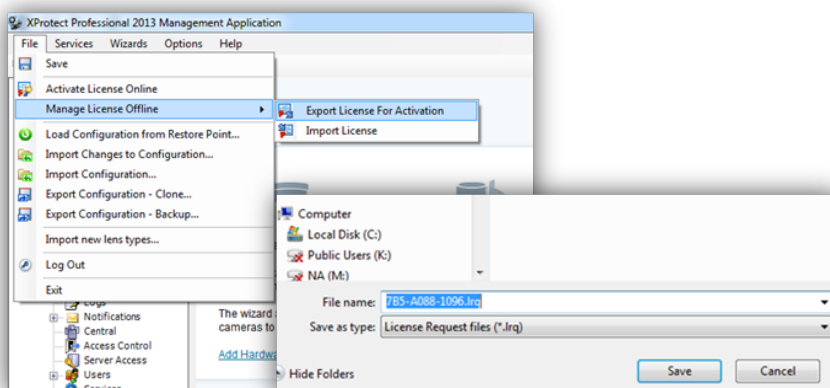 XProtect Professional 2013 Management Application
File Services Wizards Options Help
Save
Activate License Online
Manage License Offline
Export License For Activation
Import License
Load Configuration from Restore Point...
Import Changes to Configuration...
Import Configuration...
Export Configuration - Clone...
Export Configuration - Backup...
Import new lens types...
Log Out
Exit
Logs
Notifications
Central
Access Control
Server Access
Users
Services
The wizard
cameras to
Add Hardwa
Computer
Local Disk (C:)
Public Users (K:)
NA (M:)
File name: 7B5-A088-1096.lrq
Save as type: License Request files (*.lrq)
Hide Folders
Save Cancel